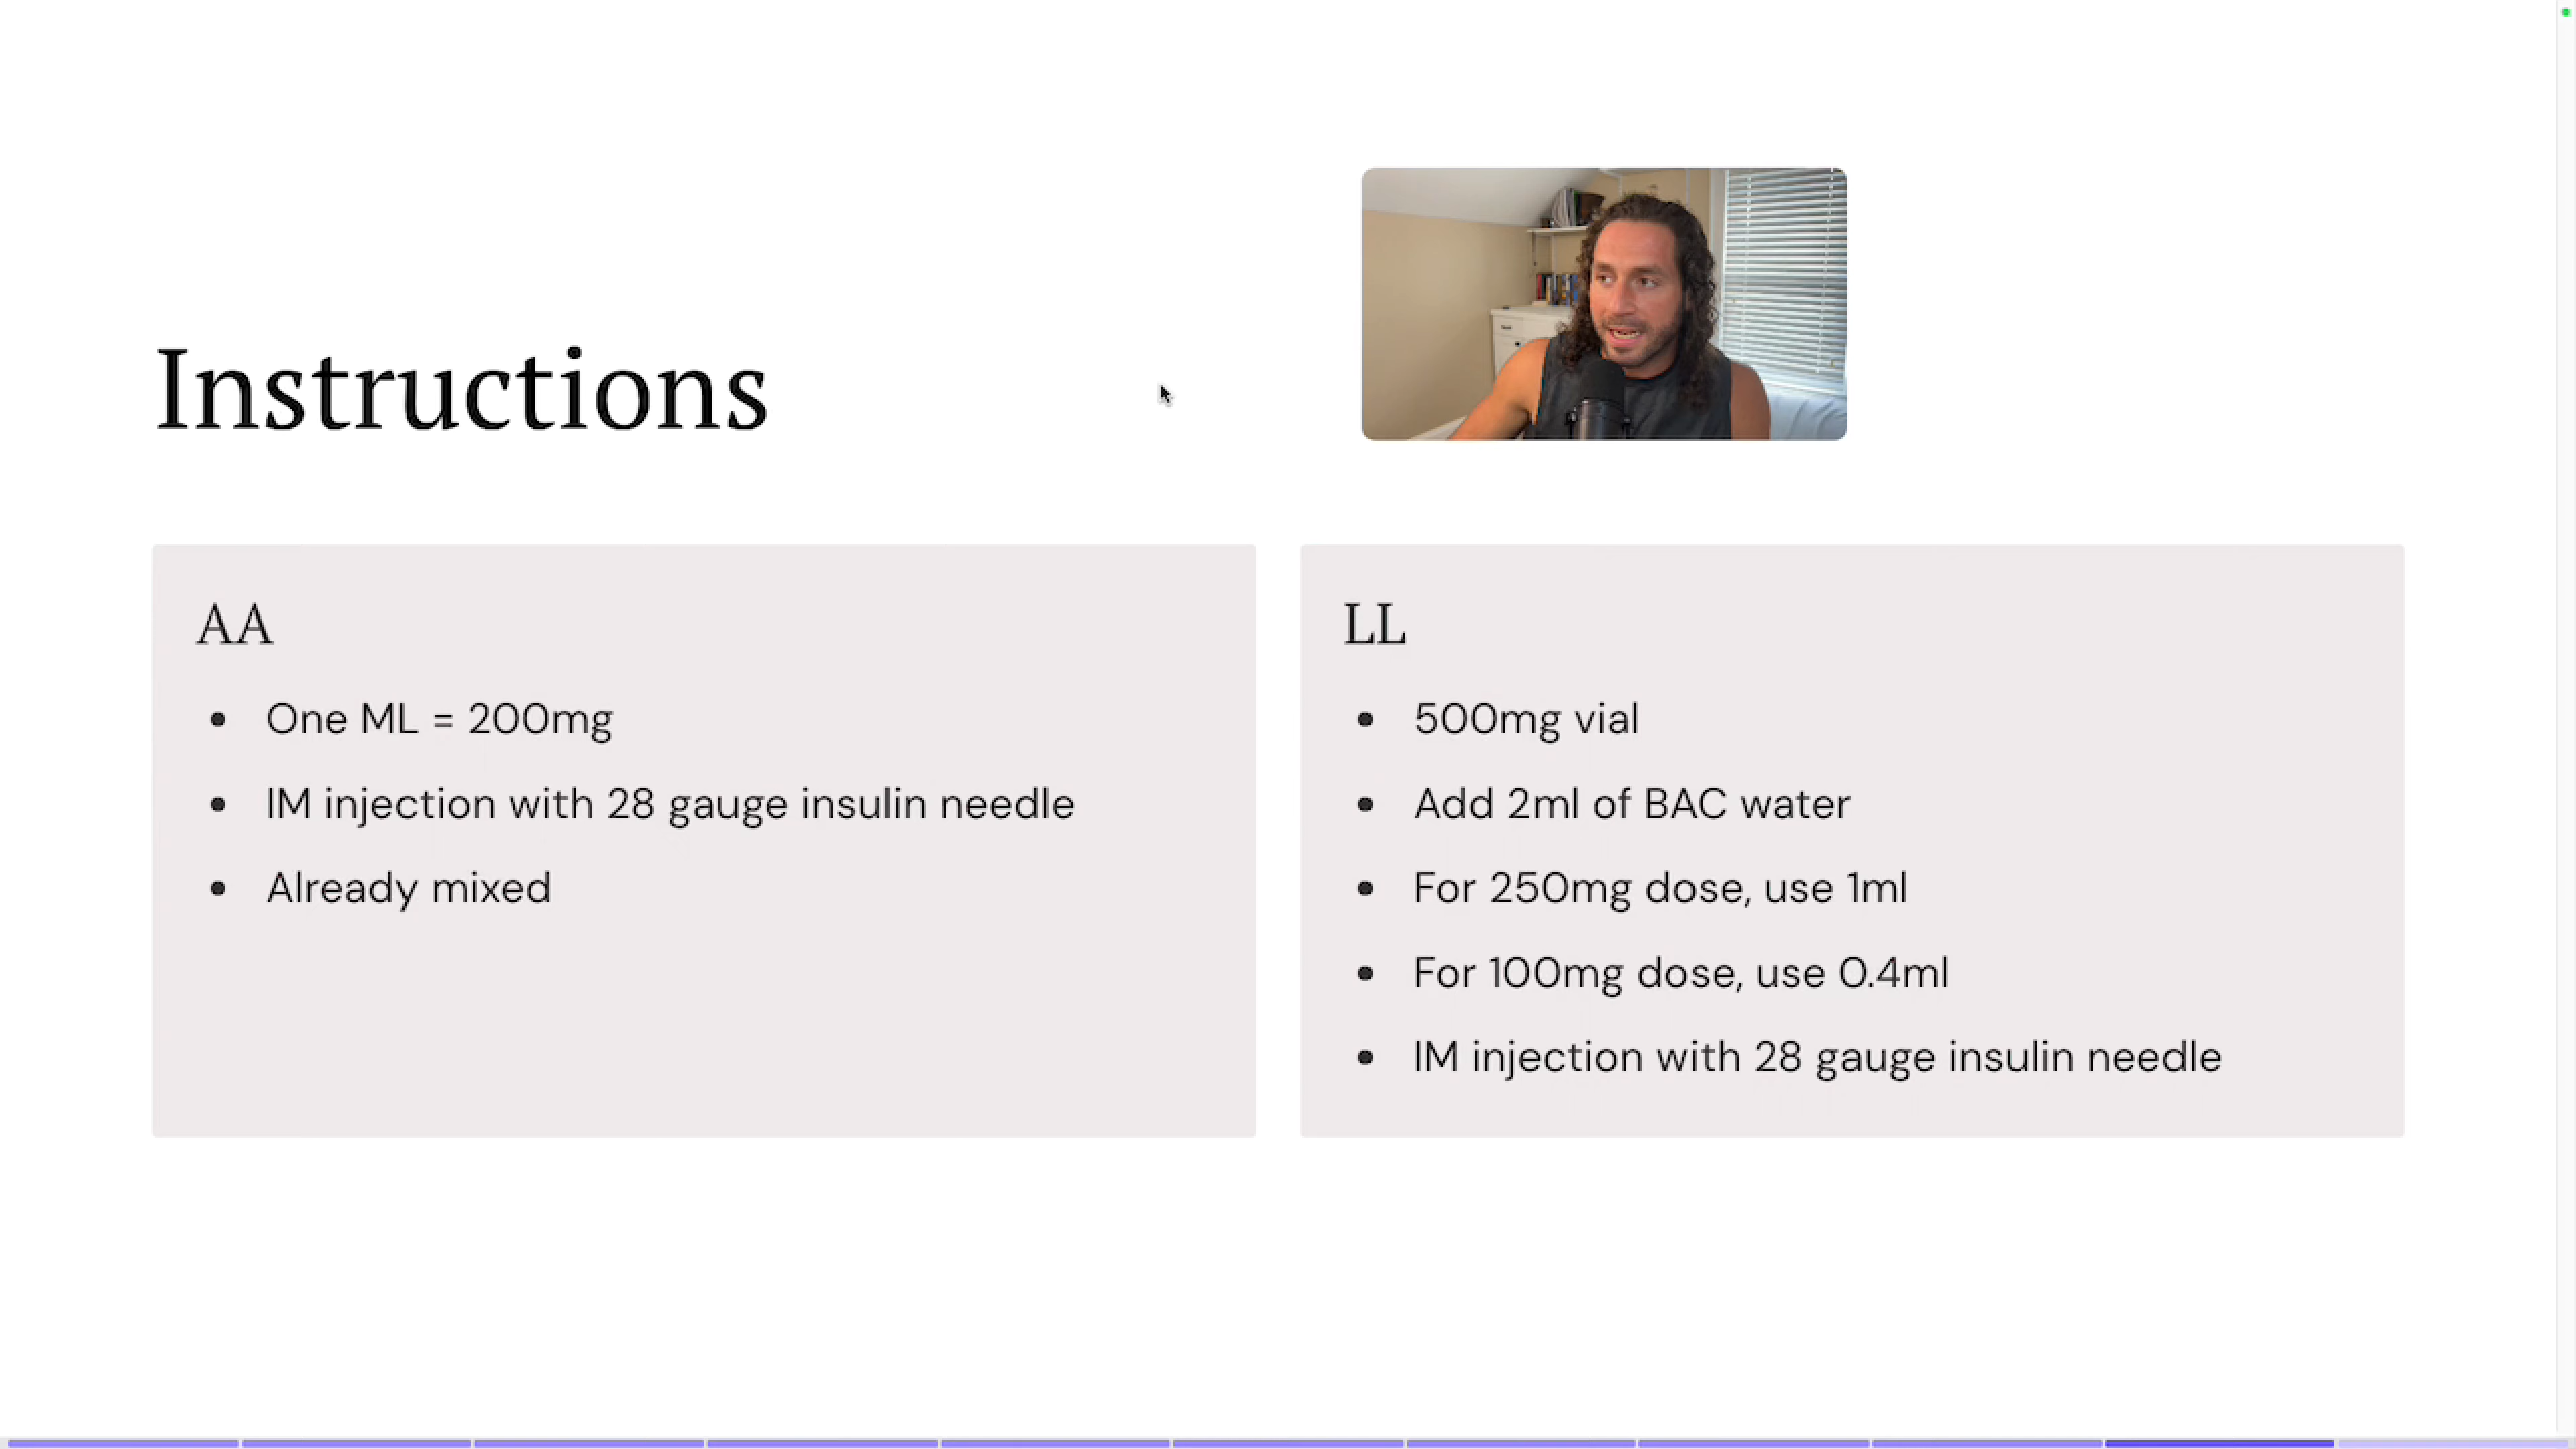 Instructions
AA
One ML = 200mg
IM injection with 28 gauge insulin needle
Already mixed
LL
500mg vial
Add 2ml of BAC water
For 250mg dose, use 1ml
For 100mg dose, use 0.4ml
IM injection with 28 gauge insulin needle